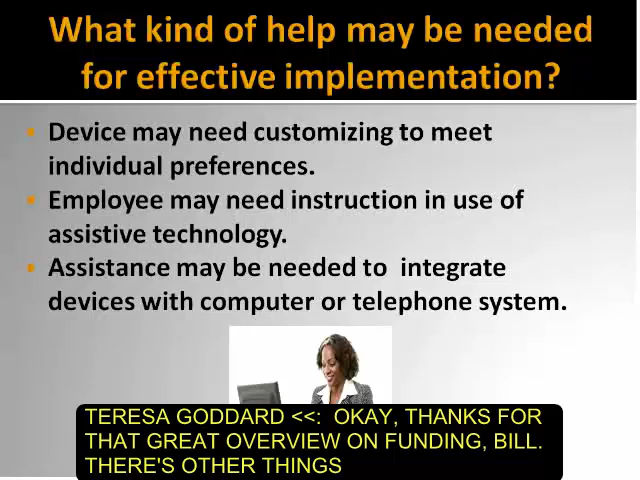 What kind of help may be needed
for effective implementation?
Device may need customizing to meet
individual preferences.
Employee may need instruction in use of
assistive technology.
Assistance may be needed to integrate
devices with computer or telephone system.
TERESA GODDARD <<: OKAY, THANKS FOR
THAT GREAT OVERVIEW ON FUNDING, BILL.
THERE'S OTHER THINGS